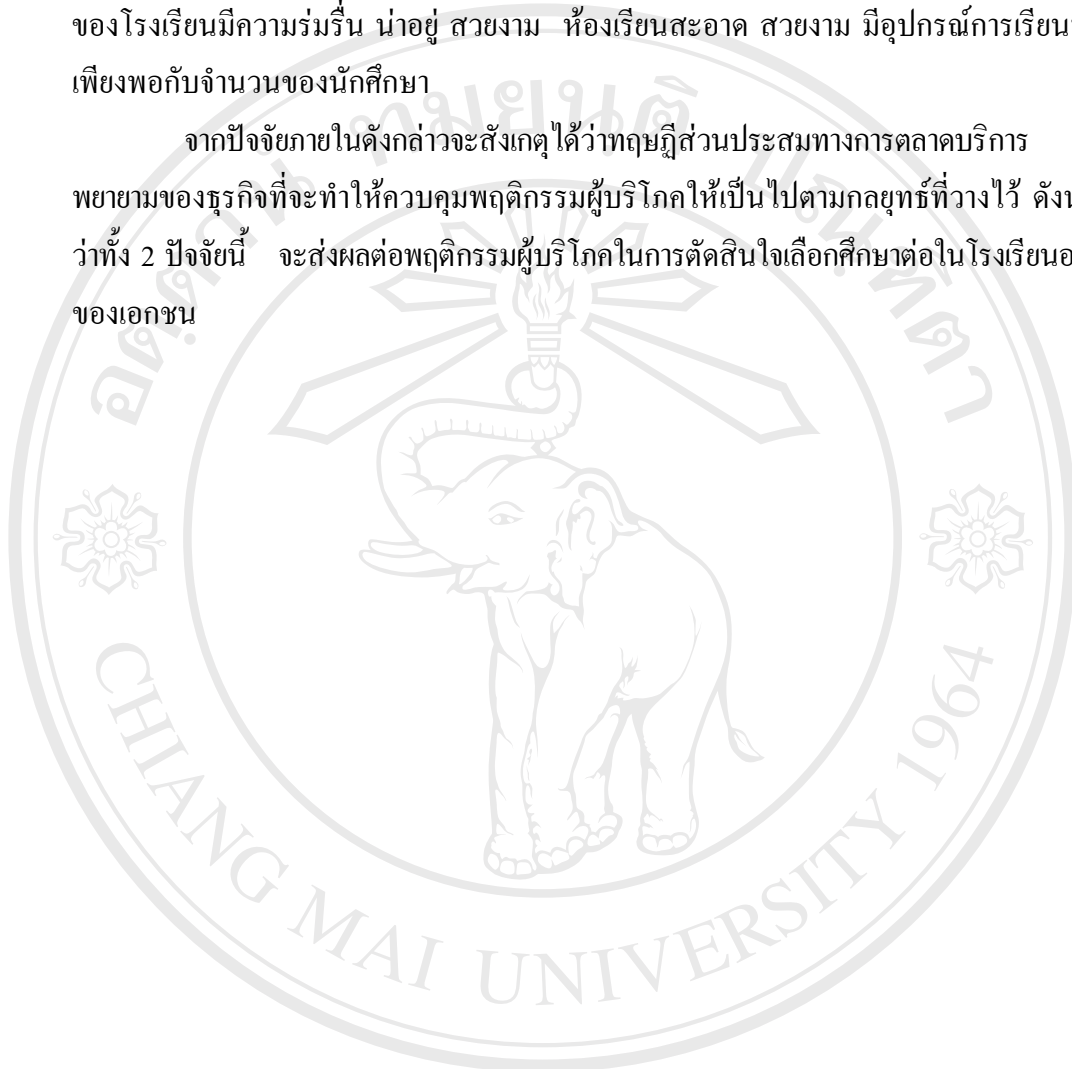 ของโรงเรียนมีความร่มรื่น น่าอยู่ สวยงาม ห้องเรียนสะอาด สวยงาม มีอุปกรณ์การเรียน
เพียงพอกับจำนวนของนักศึกษา
จากปัจจัยภายในดังกล่าวจะสังเกตุได้ว่าทฤษฎีส่วนประสมทางการตลาดบริการ
พยายามของธุรกิจที่จะทำให้ควบคุมพฤติกรรมผู้บริโภคให้เป็นไปตามกลยุทธ์ที่วางไว้
ว่าทั้ง 2 ปัจจัยนี้ จะส่งผลต่อพฤติกรรมผู้บริโภคในการตัดสินใจเลือกศึกษาต่อในโรงเรียน
ของเอกชน
อตฺตานํ ทมยนฺติ ปณฺฑิตา
CHIANG MAI UNIVERSITY 1964